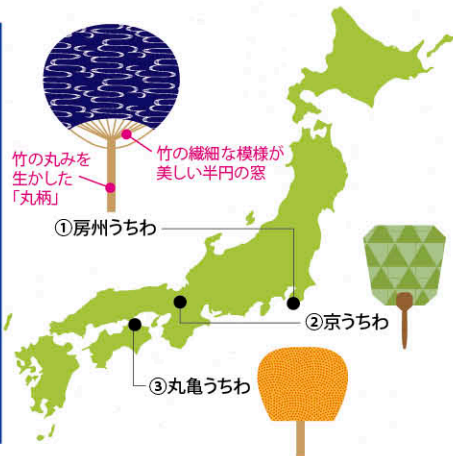 竹の丸みを
生かした
「丸柄」
竹の繊細な模様が
美しい半円の窓
①房州うちわ
②京うちわ
③丸亀うちわ